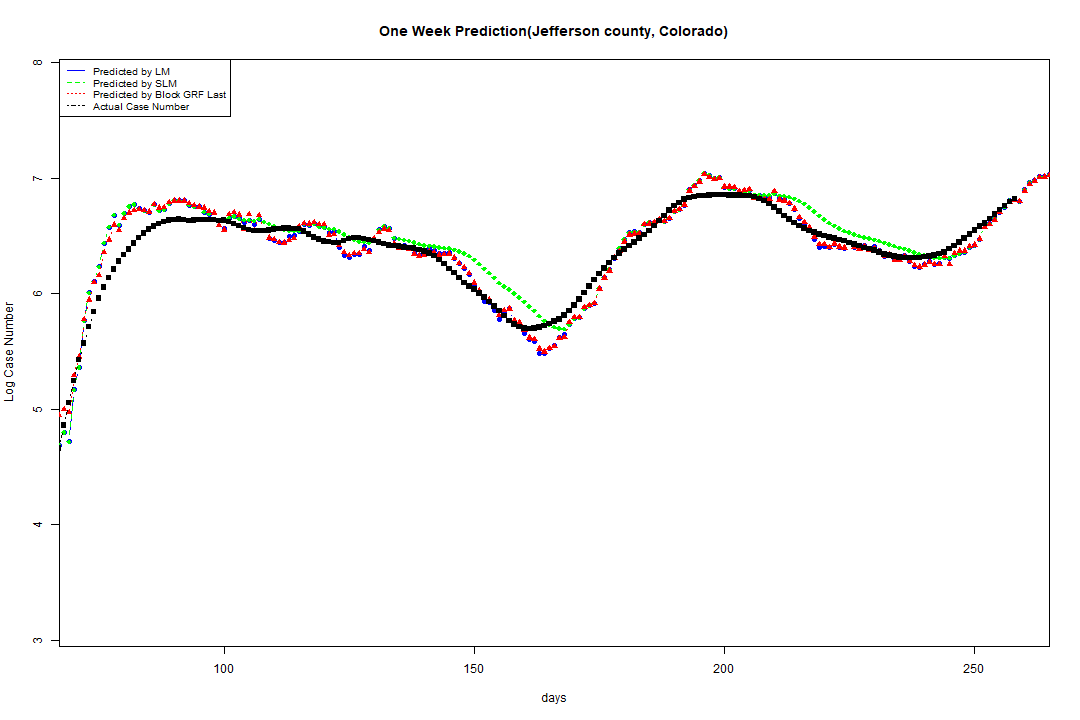 One Week Prediction(Jefferson county, Colorado)
Predicted by LM
Predicted by SLM
Predicted by Block GRF Last
Actual Case Number
8
7
6
5
4
3
Log Case Number
100 150 200 250
days